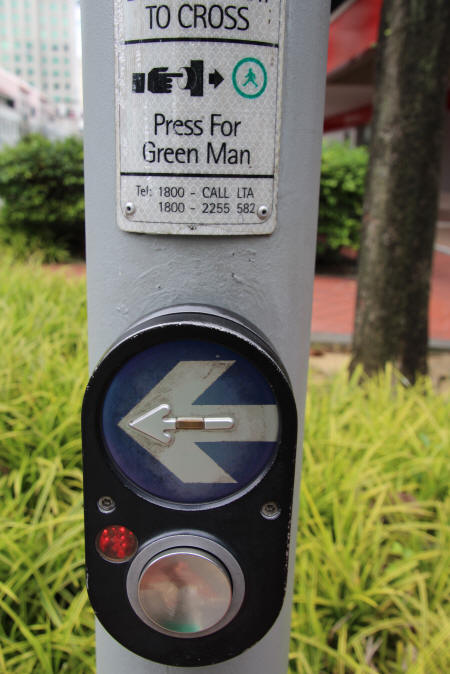 TO CROSS
Press For
Green Man
Tel: 1800 - CALL LTA
1800 - 2255 582